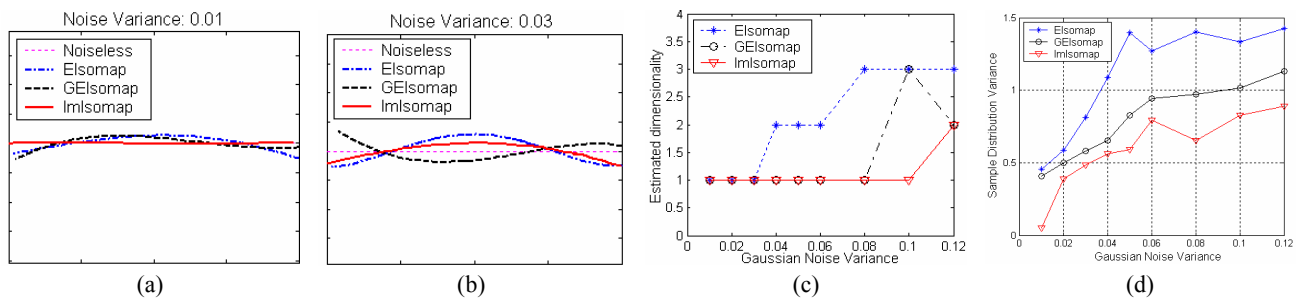 Noise Variance: 0.01
Noiseless
EIsomap
GEIsomap
ImIsomap
(a)
Noise Variance: 0.03
Noiseless
EIsomap
GEIsomap
ImIsomap
(b)
Estimated dimensionality
4
3.5
3
2.5
2
1.5
1
0.5
0
0 0.02 0.04 0.06 0.08 0.1 0.12
Gaussian Noise Variance
EIsomap
GEIsomap
ImIsomap
(c)
Sample Distribution Variance
1.5
1
0.5
0
0 0.02 0.04 0.06 0.08 0.1 0.12
Gaussian Noise Variance
EIsomap
GEIsomap
ImIsomap
(d)